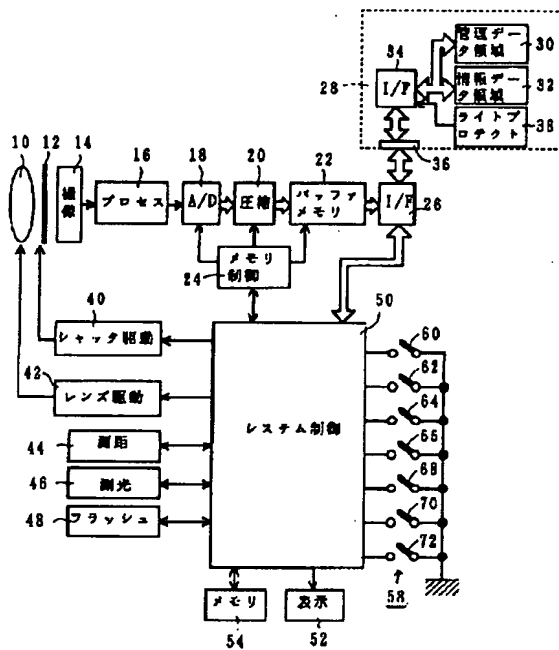 34
I/F
28
管理デー
タ領域
30
情報デー
タ領域
32
ライトプ
ロテクト
38
36
10
12
14
撮像
16
プロセス
18
A/D
20
圧縮
22
バッファ
メモリ
I/F
26
メモリ
制御
24
40
シャッタ駆動
42
レンズ駆動
44
測距
46
測光
48
フラッシュ
50
システム制御
60
62
64
66
68
70
72
58
メモリ
54
表示
52